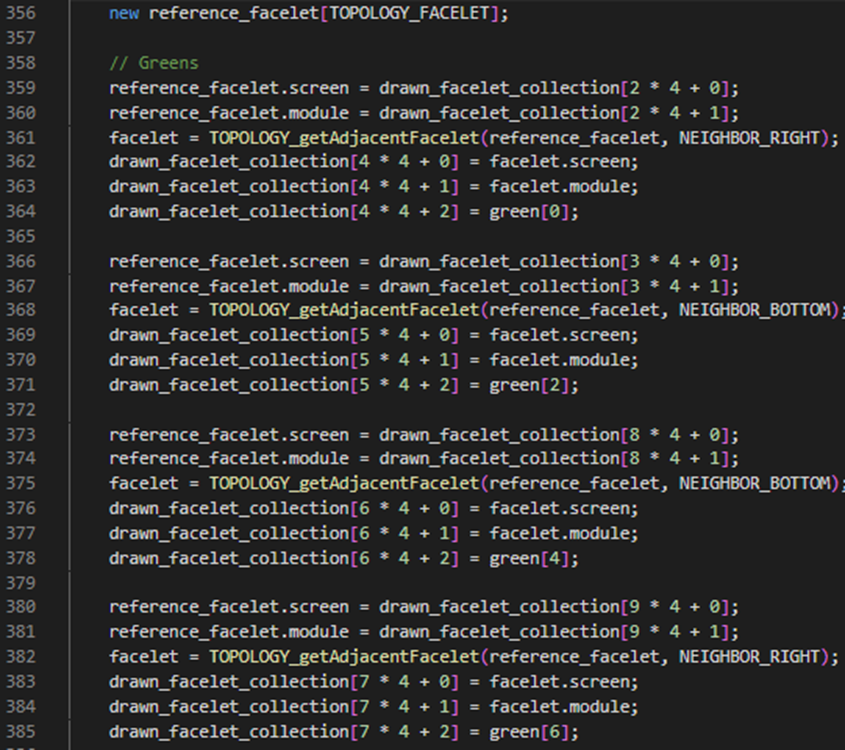 356 new reference_facelet[TOPOLOGY_FACELET];
357
358 // Greens
359 reference_facelet.screen = drawn_facelet_collection[2 * 4 + 0];
360 reference_facelet.module = drawn_facelet_collection[2 * 4 + 1];
361 facelet = TOPOLOGY_getAdjacentFacelet(reference_facelet, NEIGHBOR_RIGHT);
362 drawn_facelet_collection[4 * 4 + 0] = facelet.screen;
363 drawn_facelet_collection[4 * 4 + 1] = facelet.module;
364 drawn_facelet_collection[4 * 4 + 2] = green[0];
365
366 reference_facelet.screen = drawn_facelet_collection[3 * 4 + 0];
367 reference_facelet.module = drawn_facelet_collection[3 * 4 + 1];
368 facelet = TOPOLOGY_getAdjacentFacelet(reference_facelet, NEIGHBOR_BOTTOM);
369 drawn_facelet_collection[5 * 4 + 0] = facelet.screen;
370 drawn_facelet_collection[5 * 4 + 1] = facelet.module;
371 drawn_facelet_collection[5 * 4 + 2] = green[2];
372
373 reference_facelet.screen = drawn_facelet_collection[8 * 4 + 0];
374 reference_facelet.module = drawn_facelet_collection[8 * 4 + 1];
375 facelet = TOPOLOGY_getAdjacentFacelet(reference_facelet, NEIGHBOR_BOTTOM);
376 drawn_facelet_collection[6 * 4 + 0] = facelet.screen;
377 drawn_facelet_collection[6 * 4 + 1] = facelet.module;
378 drawn_facelet_collection[6 * 4 + 2] = green[4];
379
380 reference_facelet.screen = drawn_facelet_collection[9 * 4 + 0];
381 reference_facelet.module = drawn_facelet_collection[9 * 4 + 1];
382 facelet = TOPOLOGY_getAdjacentFacelet(reference_facelet, NEIGHBOR_RIGHT);
383 drawn_facelet_collection[7 * 4 + 0] = facelet.screen;
384 drawn_facelet_collection[7 * 4 + 1] = facelet.module;
385 drawn_facelet_collection[7 * 4 + 2] = green[6];